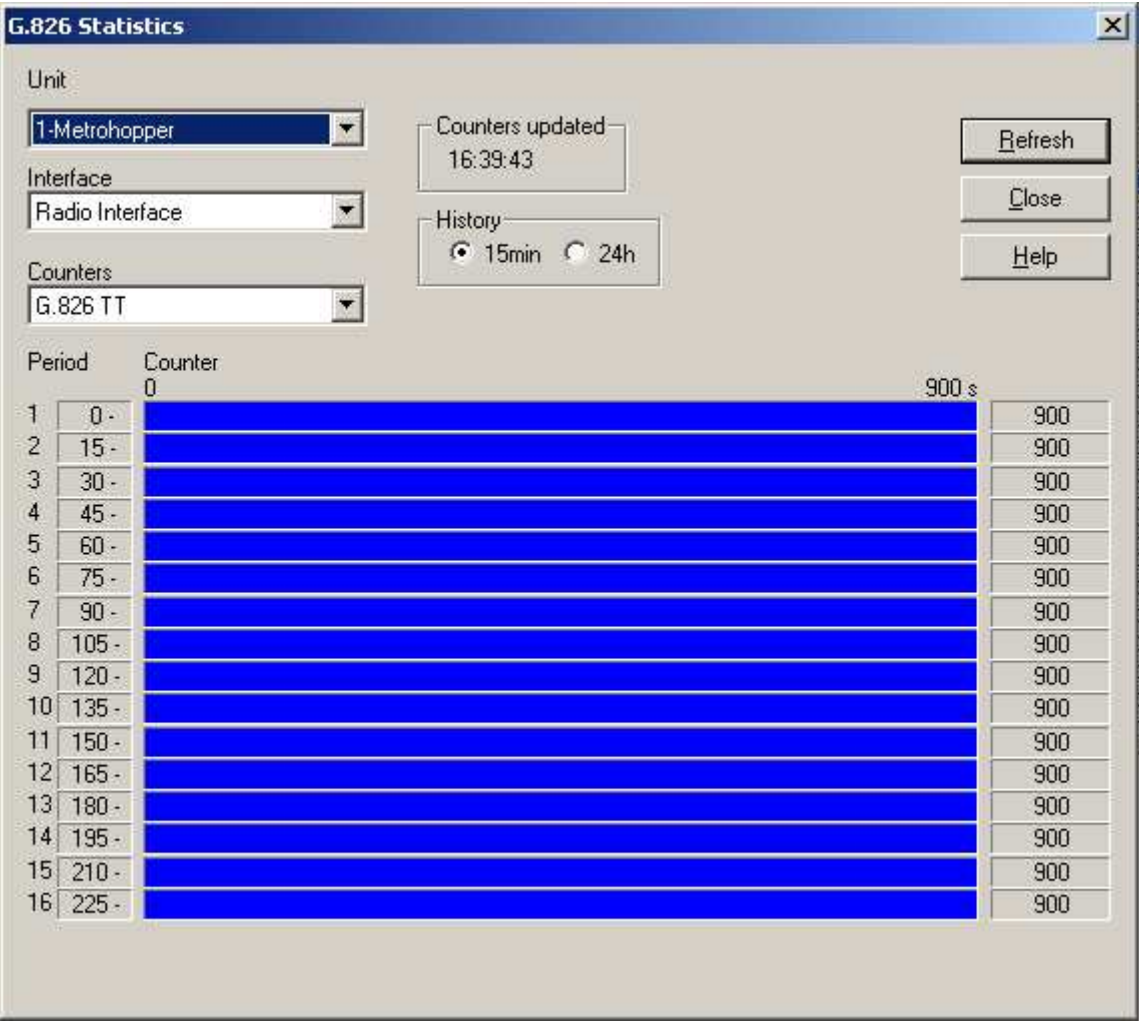 G.826 Statistics
Unit
1-Metrohopper
Interface
Radio Interface
Counters
G.826 TT
Counters updated
16:39:43
History
15min 24h
Refresh
Close
Help
Period Counter
0 900 s
1 0 - 900
2 15 - 900
3 30 - 900
4 45 - 900
5 60 - 900
6 75 - 900
7 90 - 900
8 105 - 900
9 120 - 900
10 135 - 900
11 150 - 900
12 165 - 900
13 180 - 900
14 195 - 900
15 210 - 900
16 225 - 900